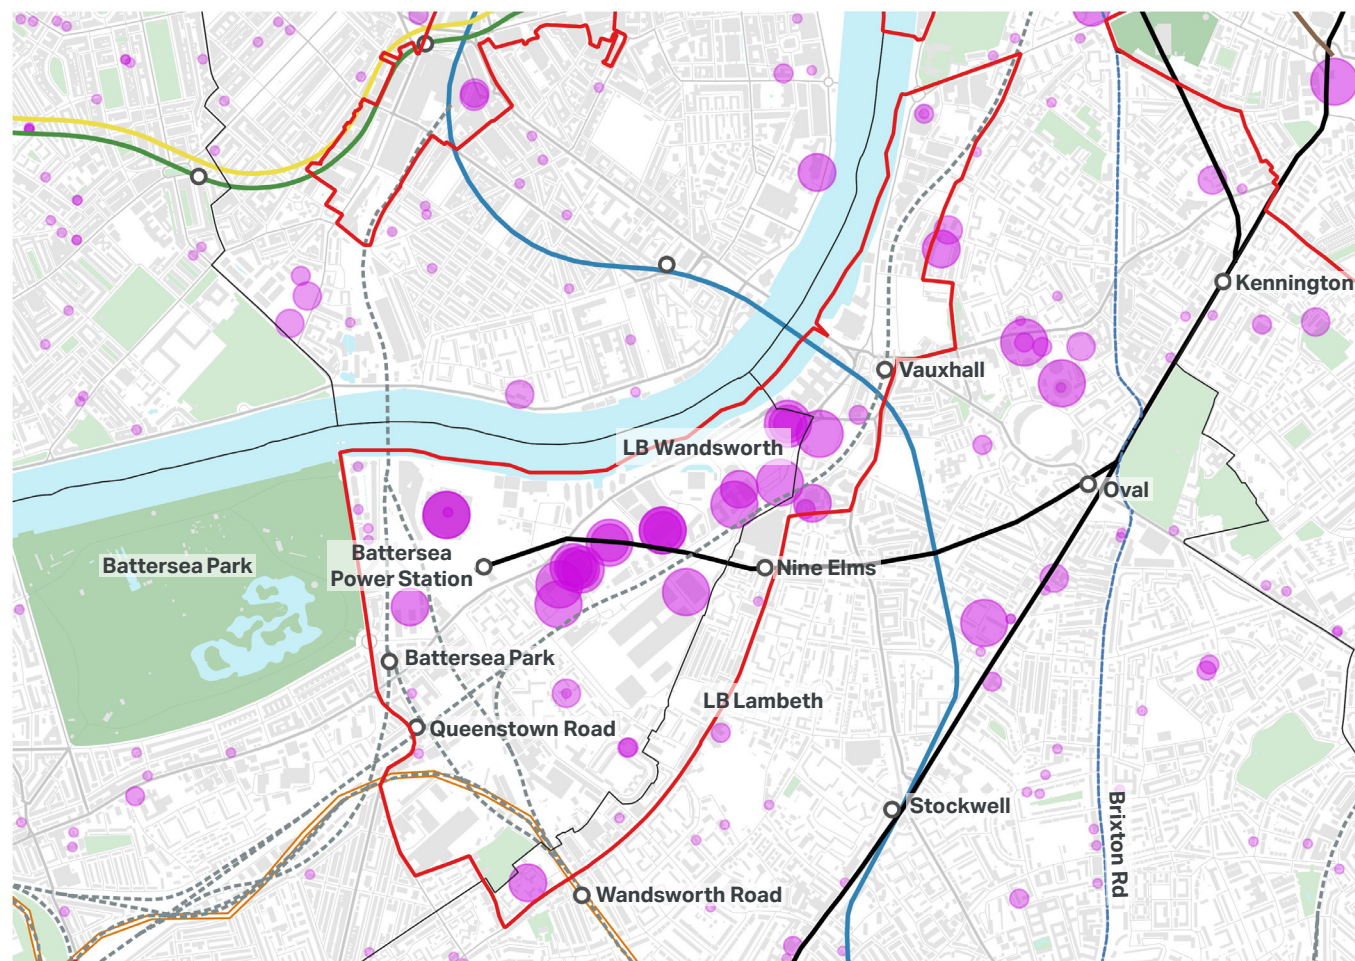 Kennington
Vauxhall
LB Wandsworth
Oval
Battersea
Power Station
Battersea Park
Nine Elms
Battersea Park
LB Lambeth
Queenstown Road
Stockwell
Brixton Rd
Wandsworth Road